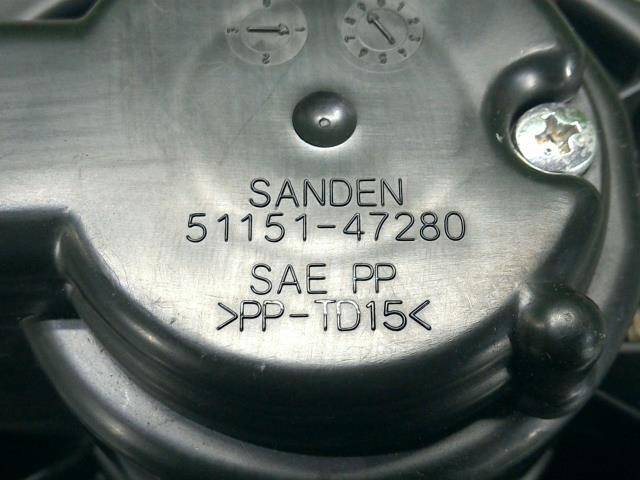 SANDEN
51151-47280
SAE PP
>PP-TD15<